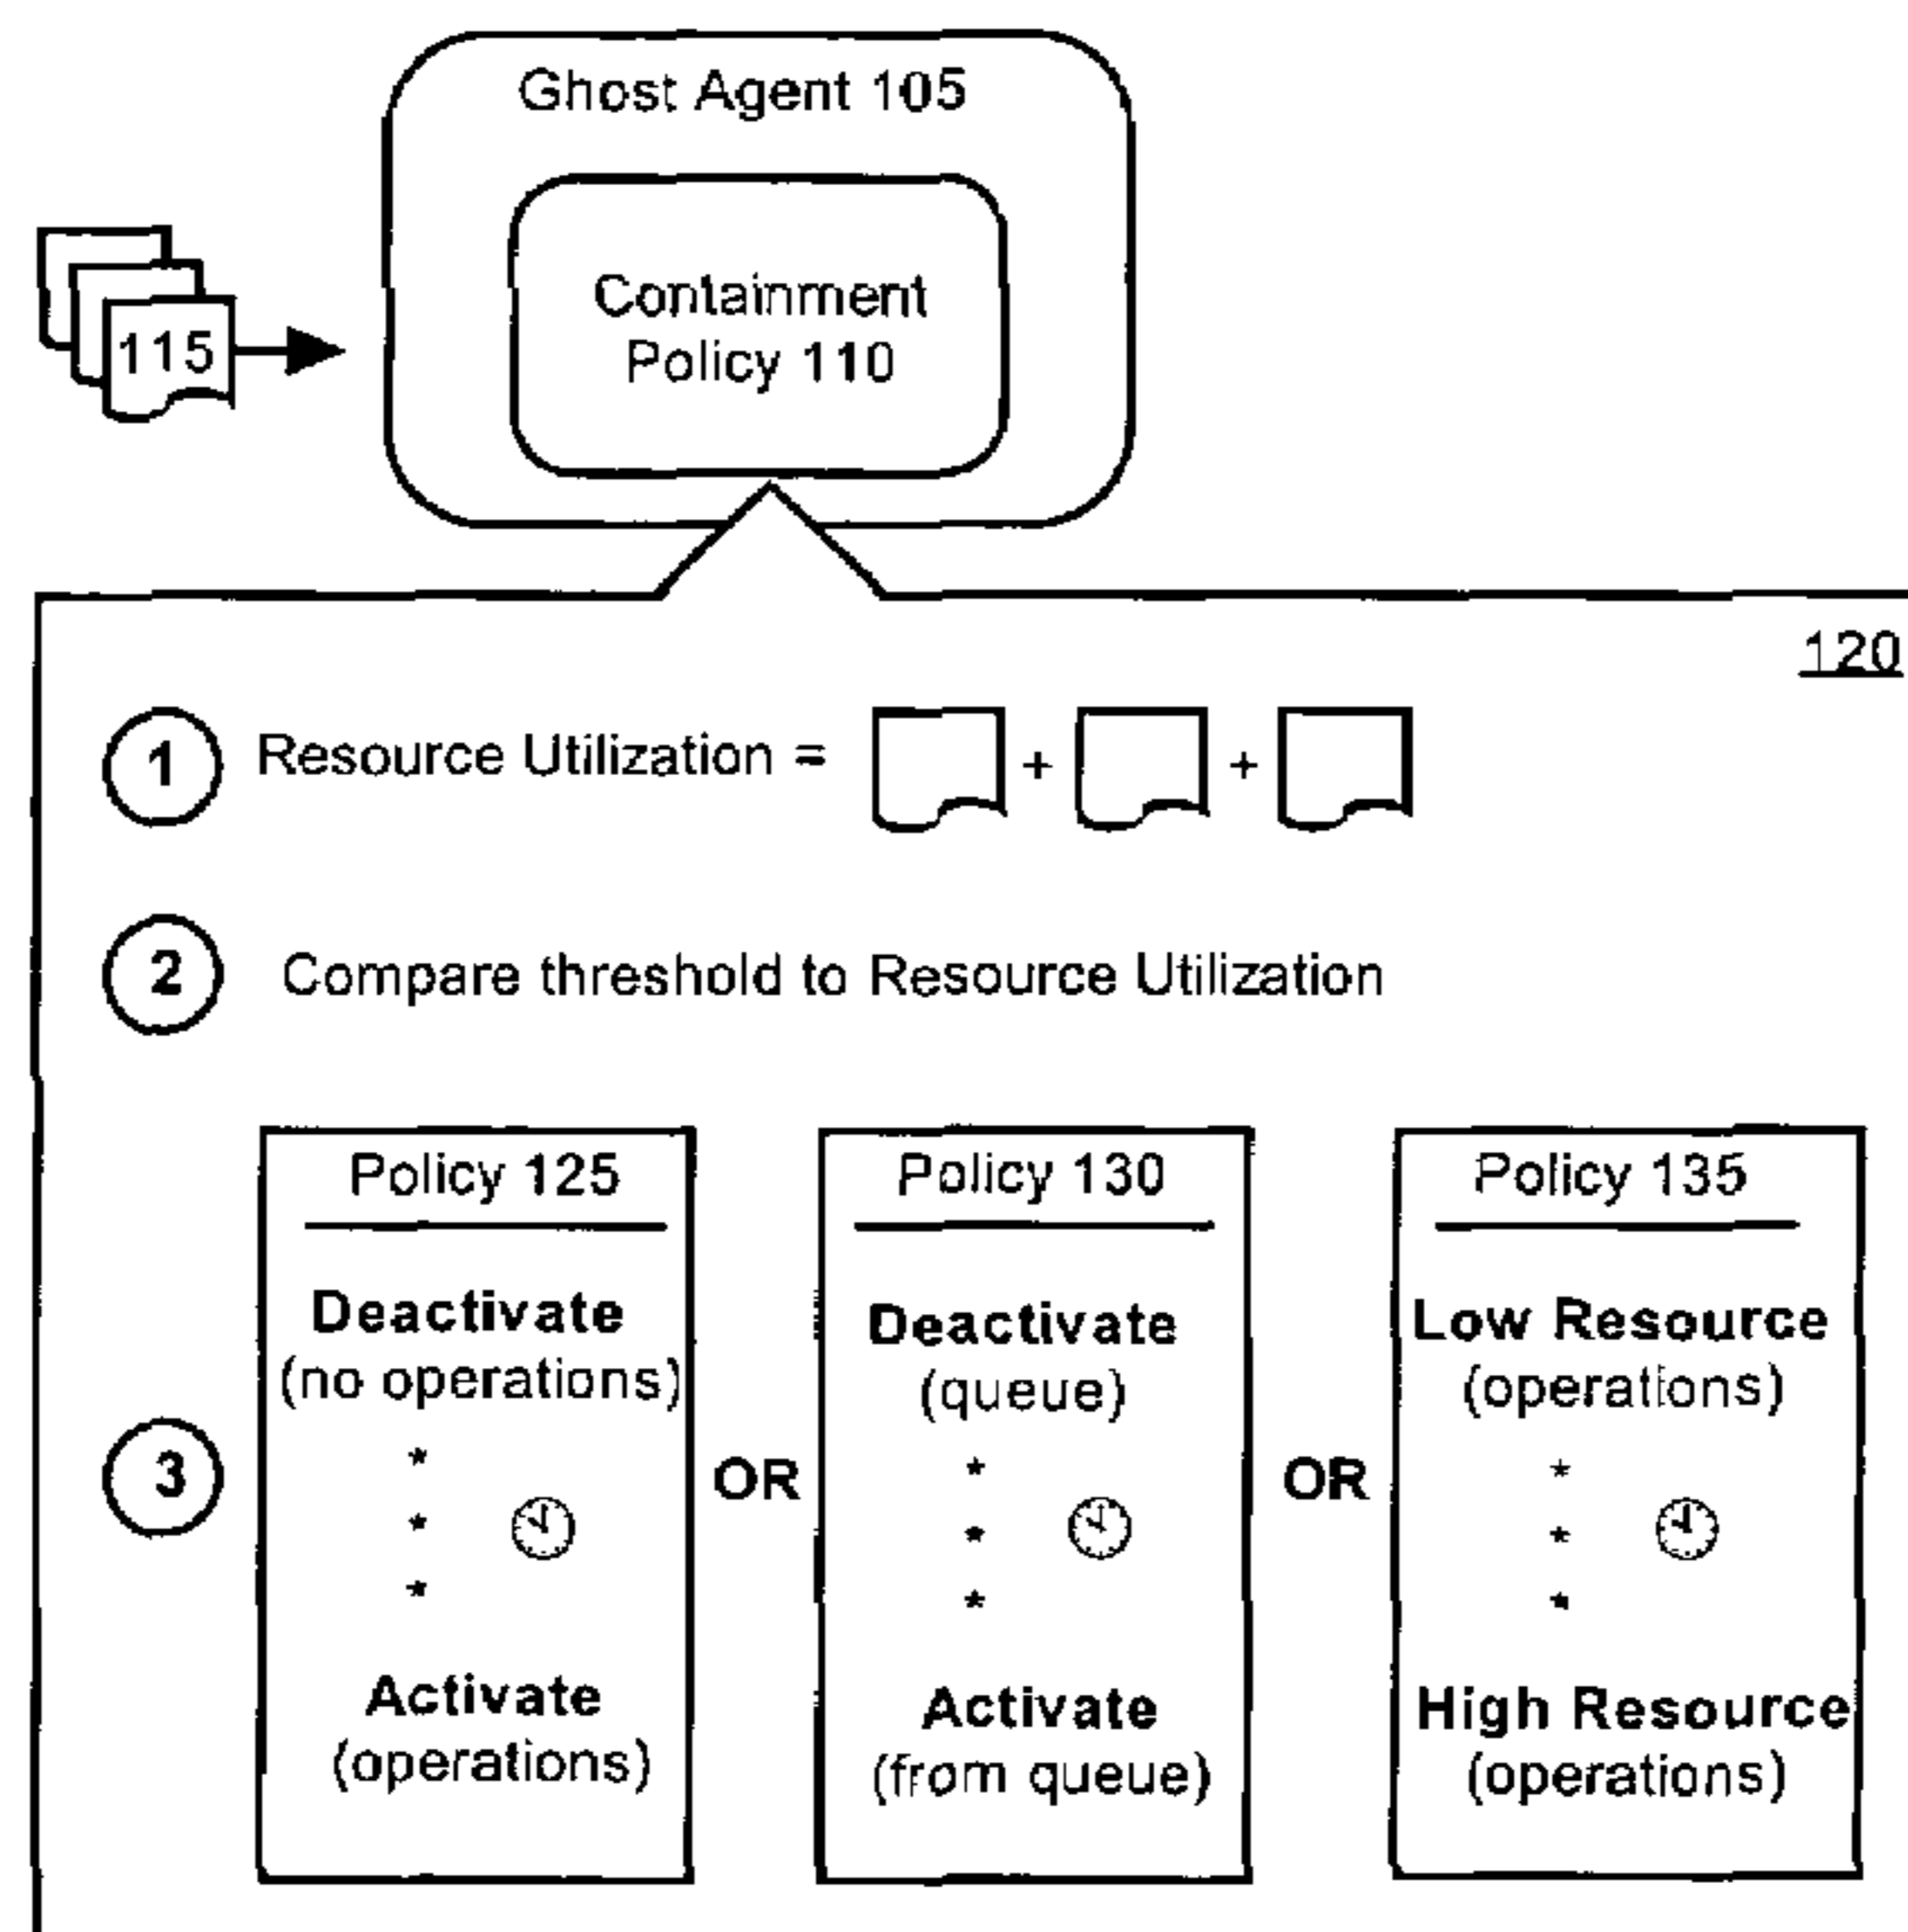 Ghost Agent 105
Containment
Policy 110
115
120
1 Resource Utilization = + +
2 Compare threshold to Resource Utilization
3
Policy 125
Deactivate
(no operations)
*
*
*
Activate
(operations)
OR
Policy 130
Deactivate
(queue)
*
*
*
Activate
(from queue)
OR
Policy 135
Low Resource
(operations)
*
*
*
High Resource
(operations)